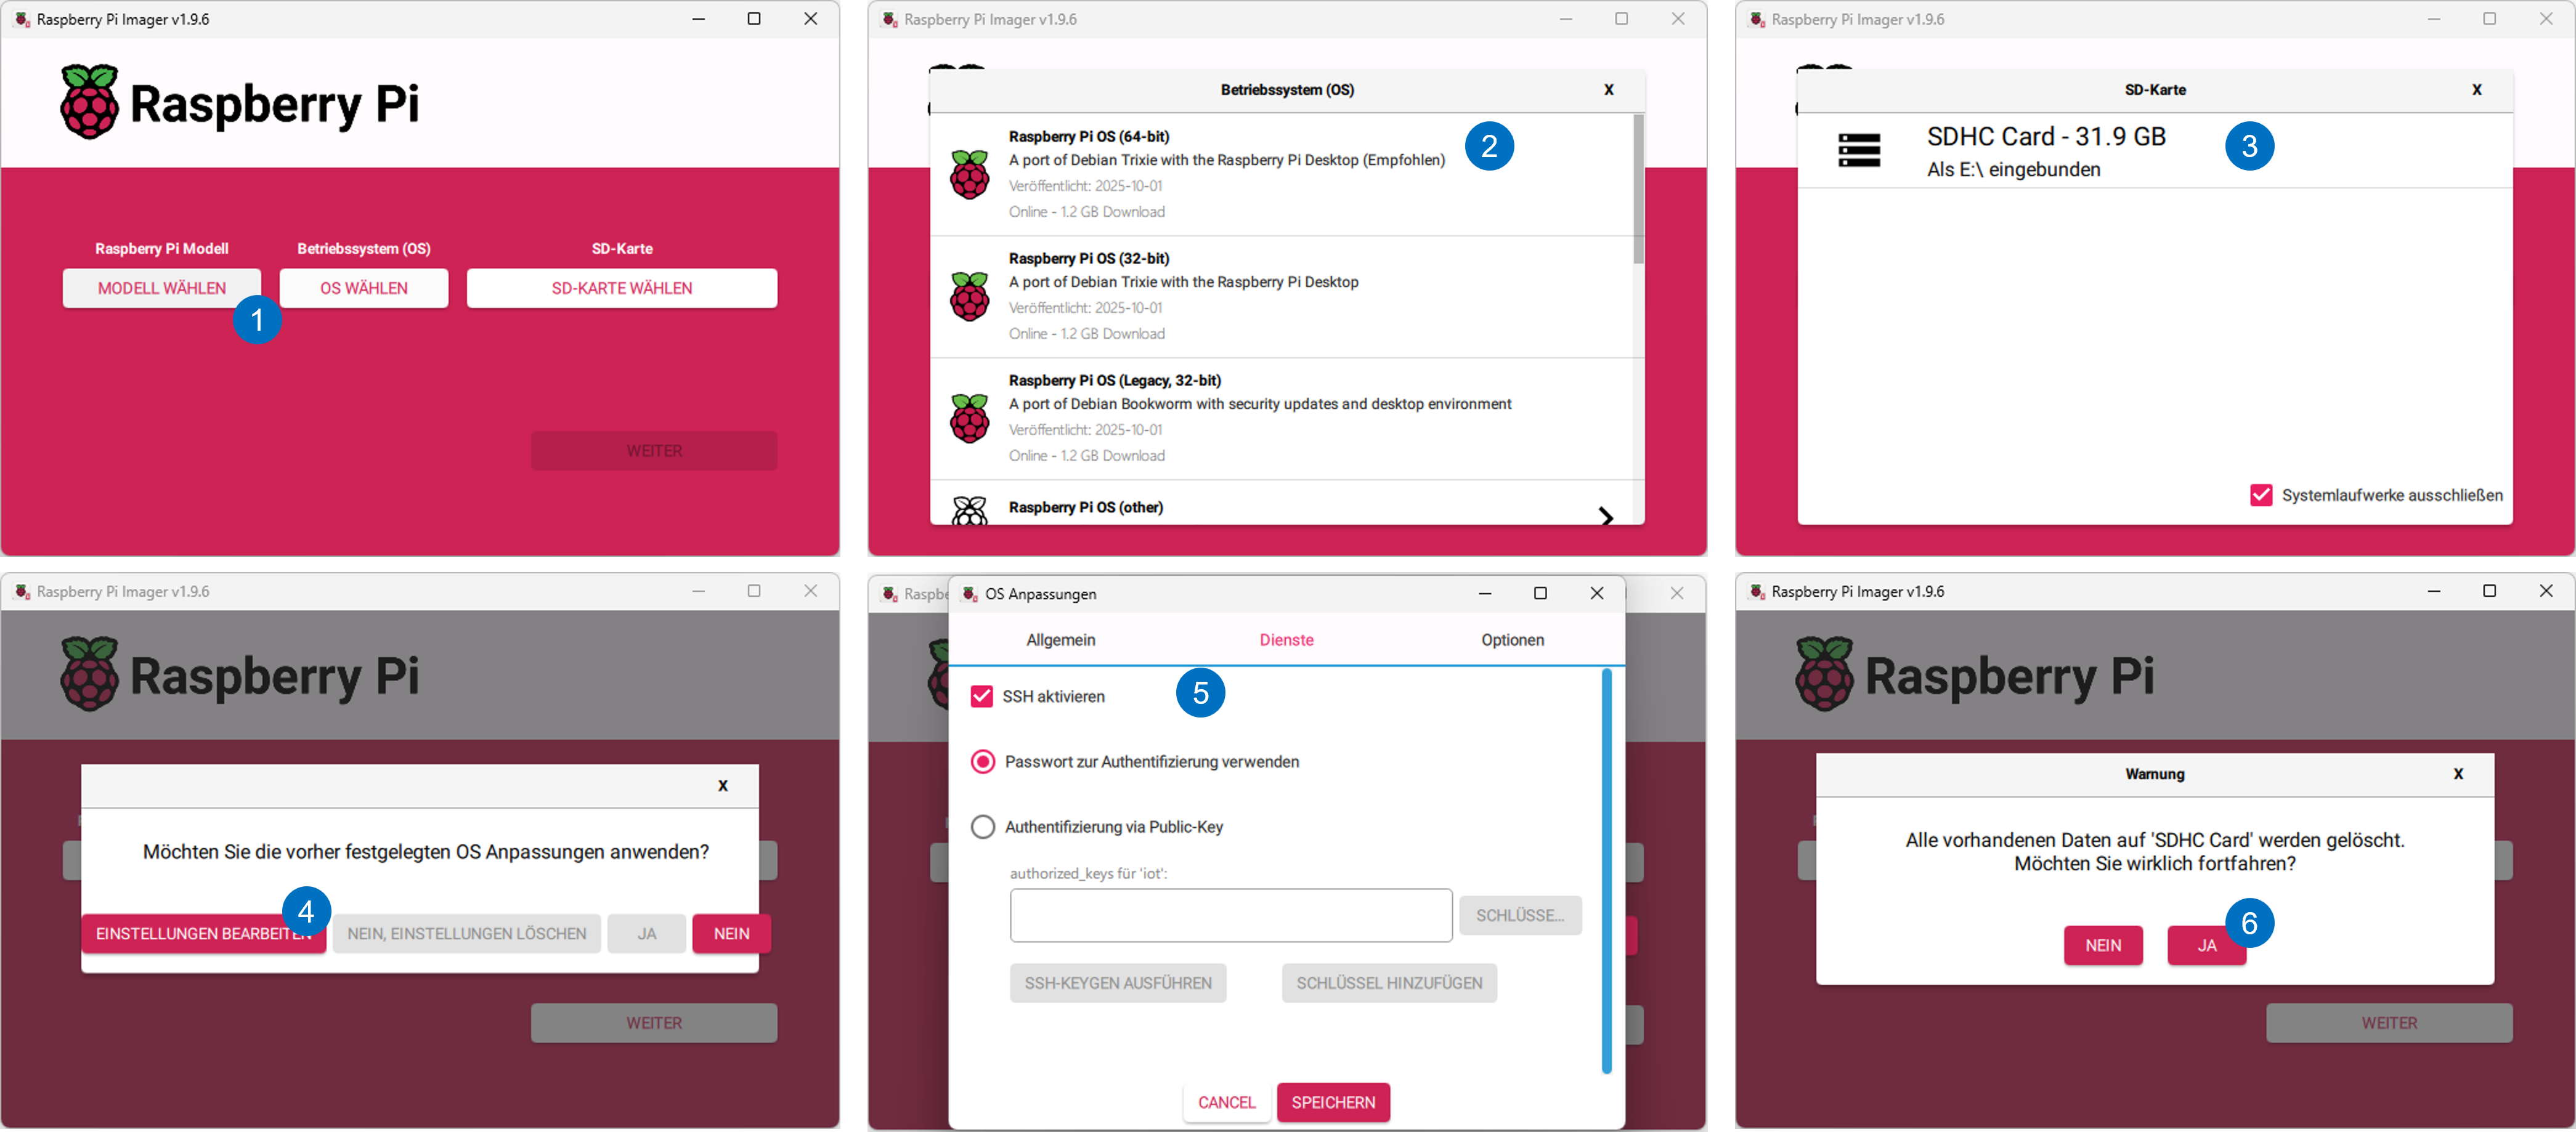 Raspberry Pi Imager v1.9.6
Raspberry Pi
Raspberry Pi Modell
Betriebssystem (OS)
SD-Karte
MODELL WÄHLEN
OS WÄHLEN
SD-KARTE WÄHLEN
1
WEITER
Raspberry Pi Imager v1.9.6
Betriebssystem (OS)
X
Raspberry Pi OS (64-bit)
A port of Debian Trixie with the Raspberry Pi Desktop (Empfohlen)
Veröffentlicht: 2025-10-01
Online - 1.2 GB Download
2
Raspberry Pi OS (32-bit)
A port of Debian Trixie with the Raspberry Pi Desktop
Veröffentlicht: 2025-10-01
Online - 1.2 GB Download
Raspberry Pi OS (Legacy, 32-bit)
A port of Debian Bookworm with security updates and desktop environment
Veröffentlicht: 2025-10-01
Online - 1.2 GB Download
Raspberry Pi OS (other)
Raspberry Pi Imager v1.9.6
SD-Karte
X
SDHC Card - 31.9 GB
Als E:\ eingebunden
3
Systemlaufwerke ausschließen
Raspberry Pi Imager v1.9.6
Raspberry Pi
X
Möchten Sie die vorher festgelegten OS Anpassungen anwenden?
4
EINSTELLUNGEN BEARBEITEN
NEIN, EINSTELLUNGEN LÖSCHEN
JA
NEIN
WEITER
Raspbe
OS Anpassungen
Allgemein
Dienste
Optionen
SSH aktivieren
5
Passwort zur Authentifizierung verwenden
Authentifizierung via Public-Key
authorized_keys für 'iot':
SCHLÜSSE...
SSH-KEYGEN AUSFÜHREN
SCHLÜSSEL HINZUFÜGEN
CANCEL
SPEICHERN
Raspberry Pi Imager v1.9.6
Raspberry Pi
Warnung
X
Alle vorhandenen Daten auf 'SDHC Card' werden gelöscht.
Möchten Sie wirklich fortfahren?
6
NEIN
JA
WEITER